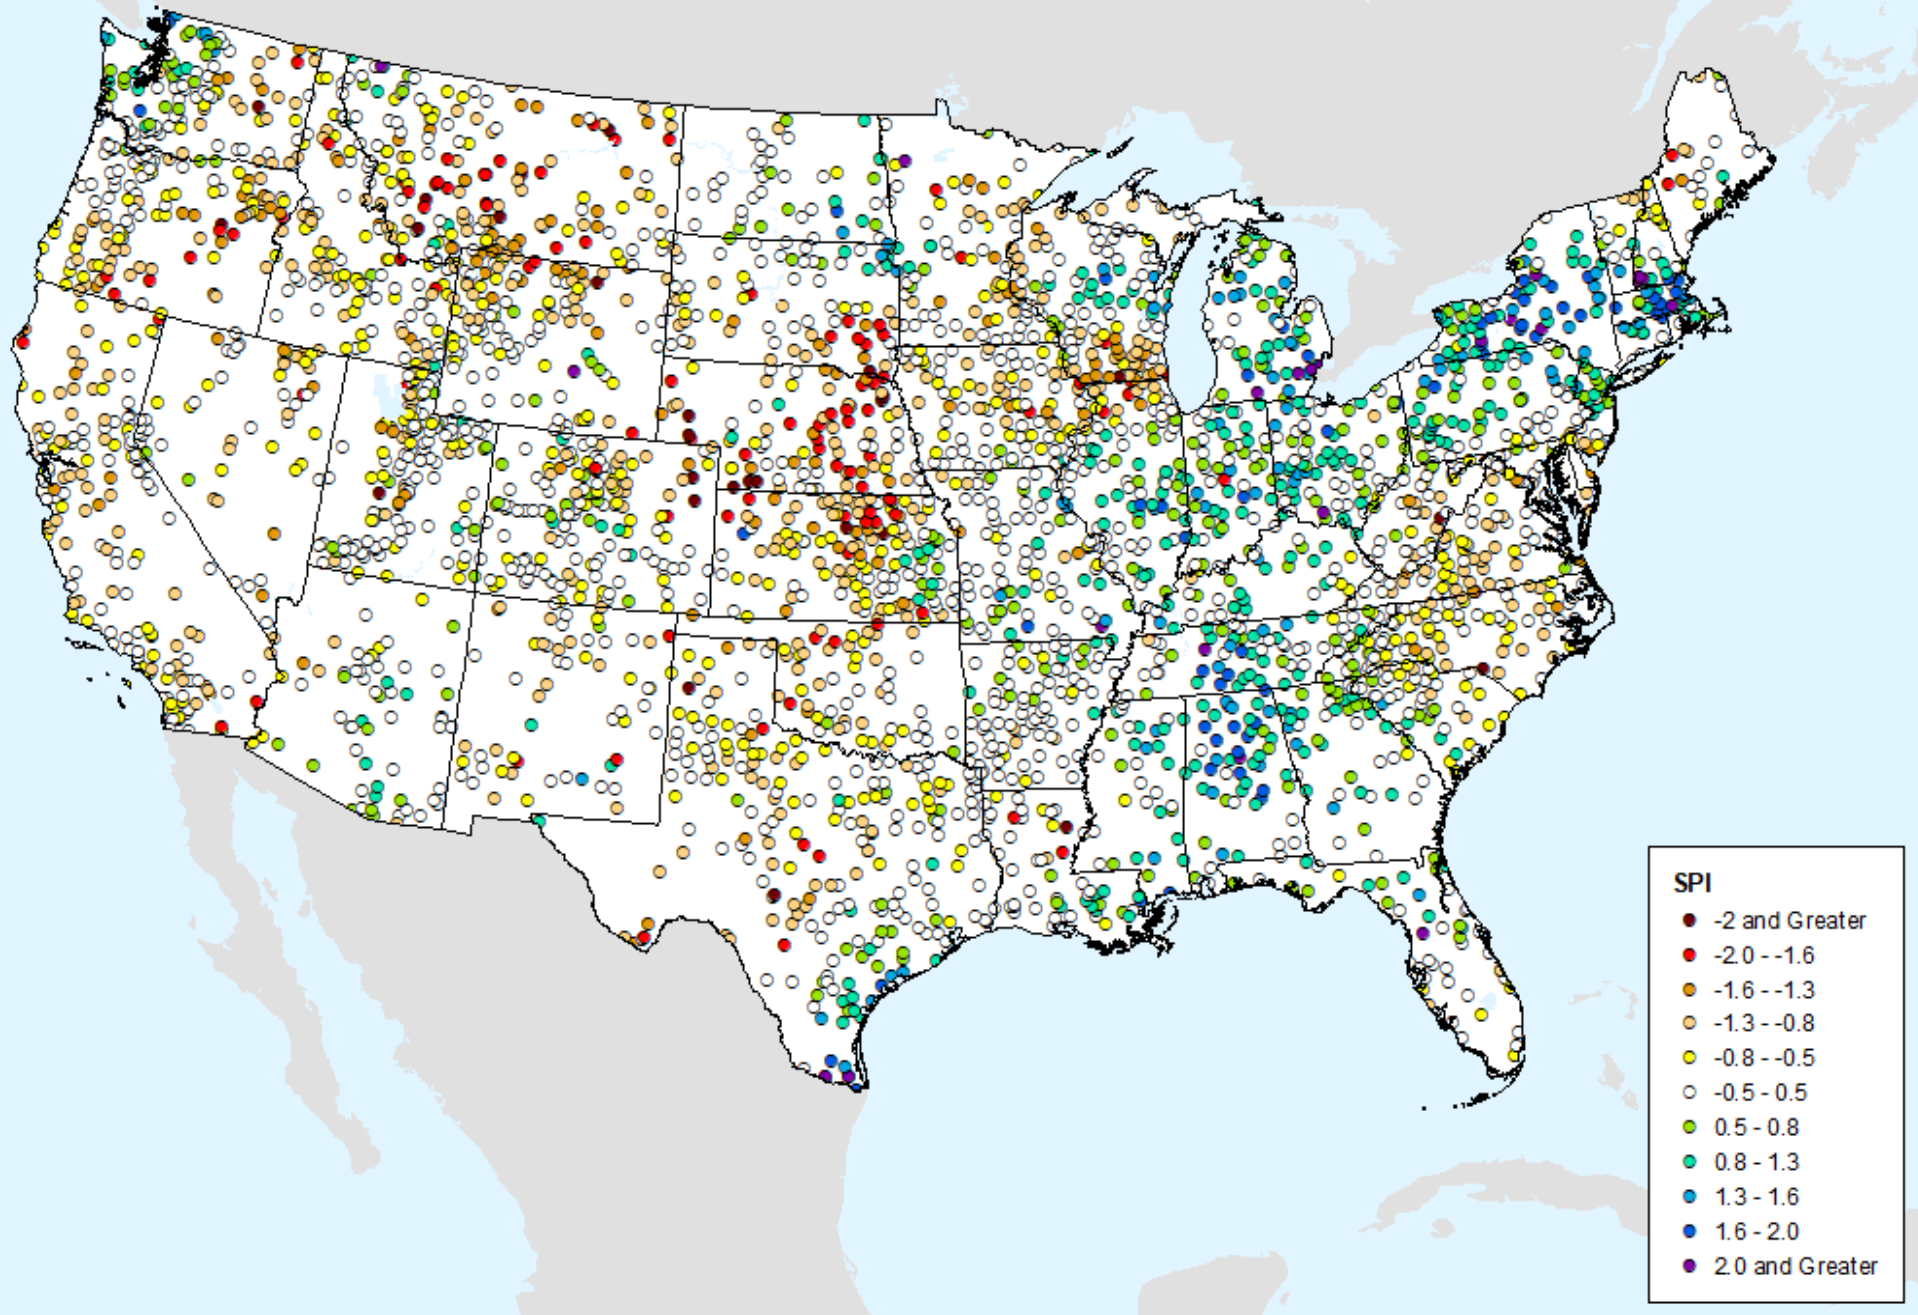 SPI
-2 and Greater
-2.0 - -1.6
-1.6 - -1.3
-1.3 - -0.8
-0.8 - -0.5
-0.5 - 0.5
0.5 - 0.8
0.8 - 1.3
1.3 - 1.6
1.6 - 2.0
2.0 and Greater